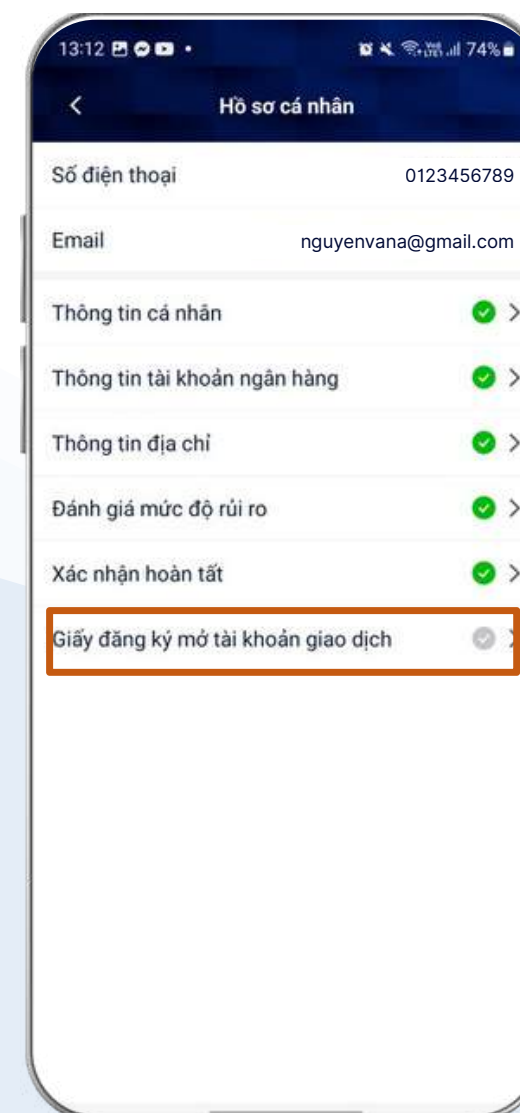 13:12
74%
Hồ sơ cá nhân
Số điện thoại 0123456789
Email nguyenvana@gmail.com
Thông tin cá nhân
Thông tin tài khoản ngân hàng
Thông tin địa chỉ
Đánh giá mức độ rủi ro
Xác nhận hoàn tất
Giấy đăng ký mở tài khoản giao dịch